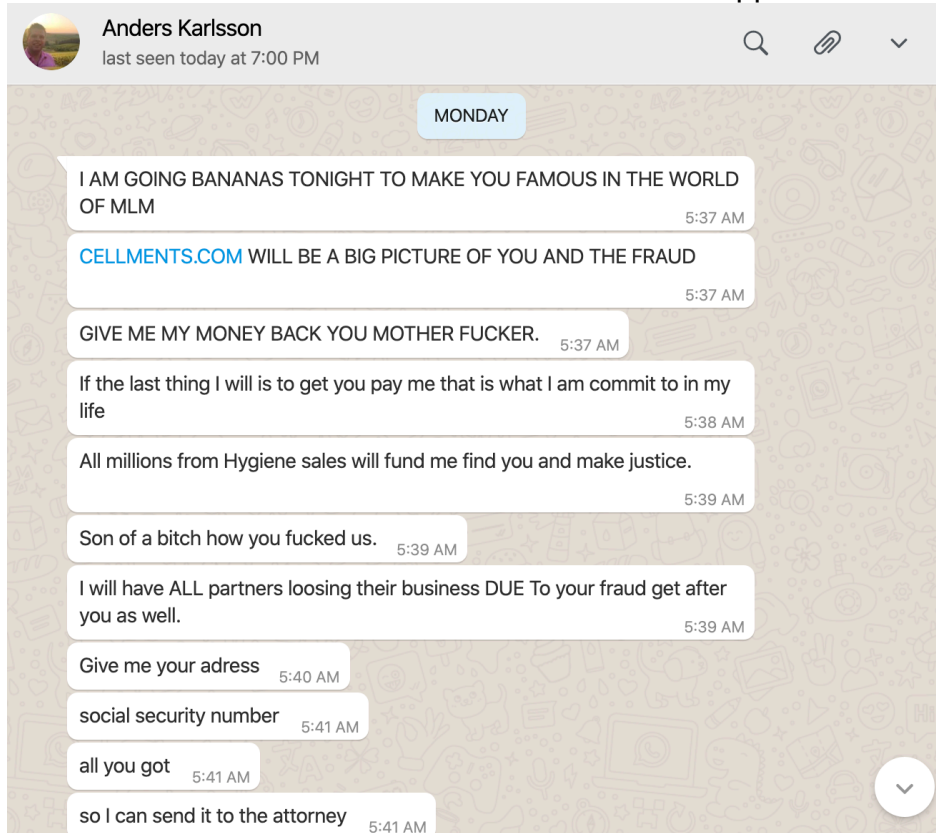 Anders Karlsson
last seen today at 7:00 PM
MONDAY
I AM GOING BANANAS TONIGHT TO MAKE YOU FAMOUS IN THE WORLD
OF MLM
5:37 AM
CELLMENTS.COM WILL BE A BIG PICTURE OF YOU AND THE FRAUD
5:37 AM
GIVE ME MY MONEY BACK YOU MOTHER FUCKER. 5:37 AM
If the last thing I will is to get you pay me that is what I am commit to in my
life
5:38 AM
All millions from Hygiene sales will fund me find you and make justice.
5:39 AM
Son of a bitch how you fucked us. 5:39 AM
I will have ALL partners loosing their business DUE To your fraud get after
you as well.
5:39 AM
Give me your adress 5:40 AM
social security number 5:41 AM
all you got 5:41 AM
so I can send it to the attorney 5:41 AM